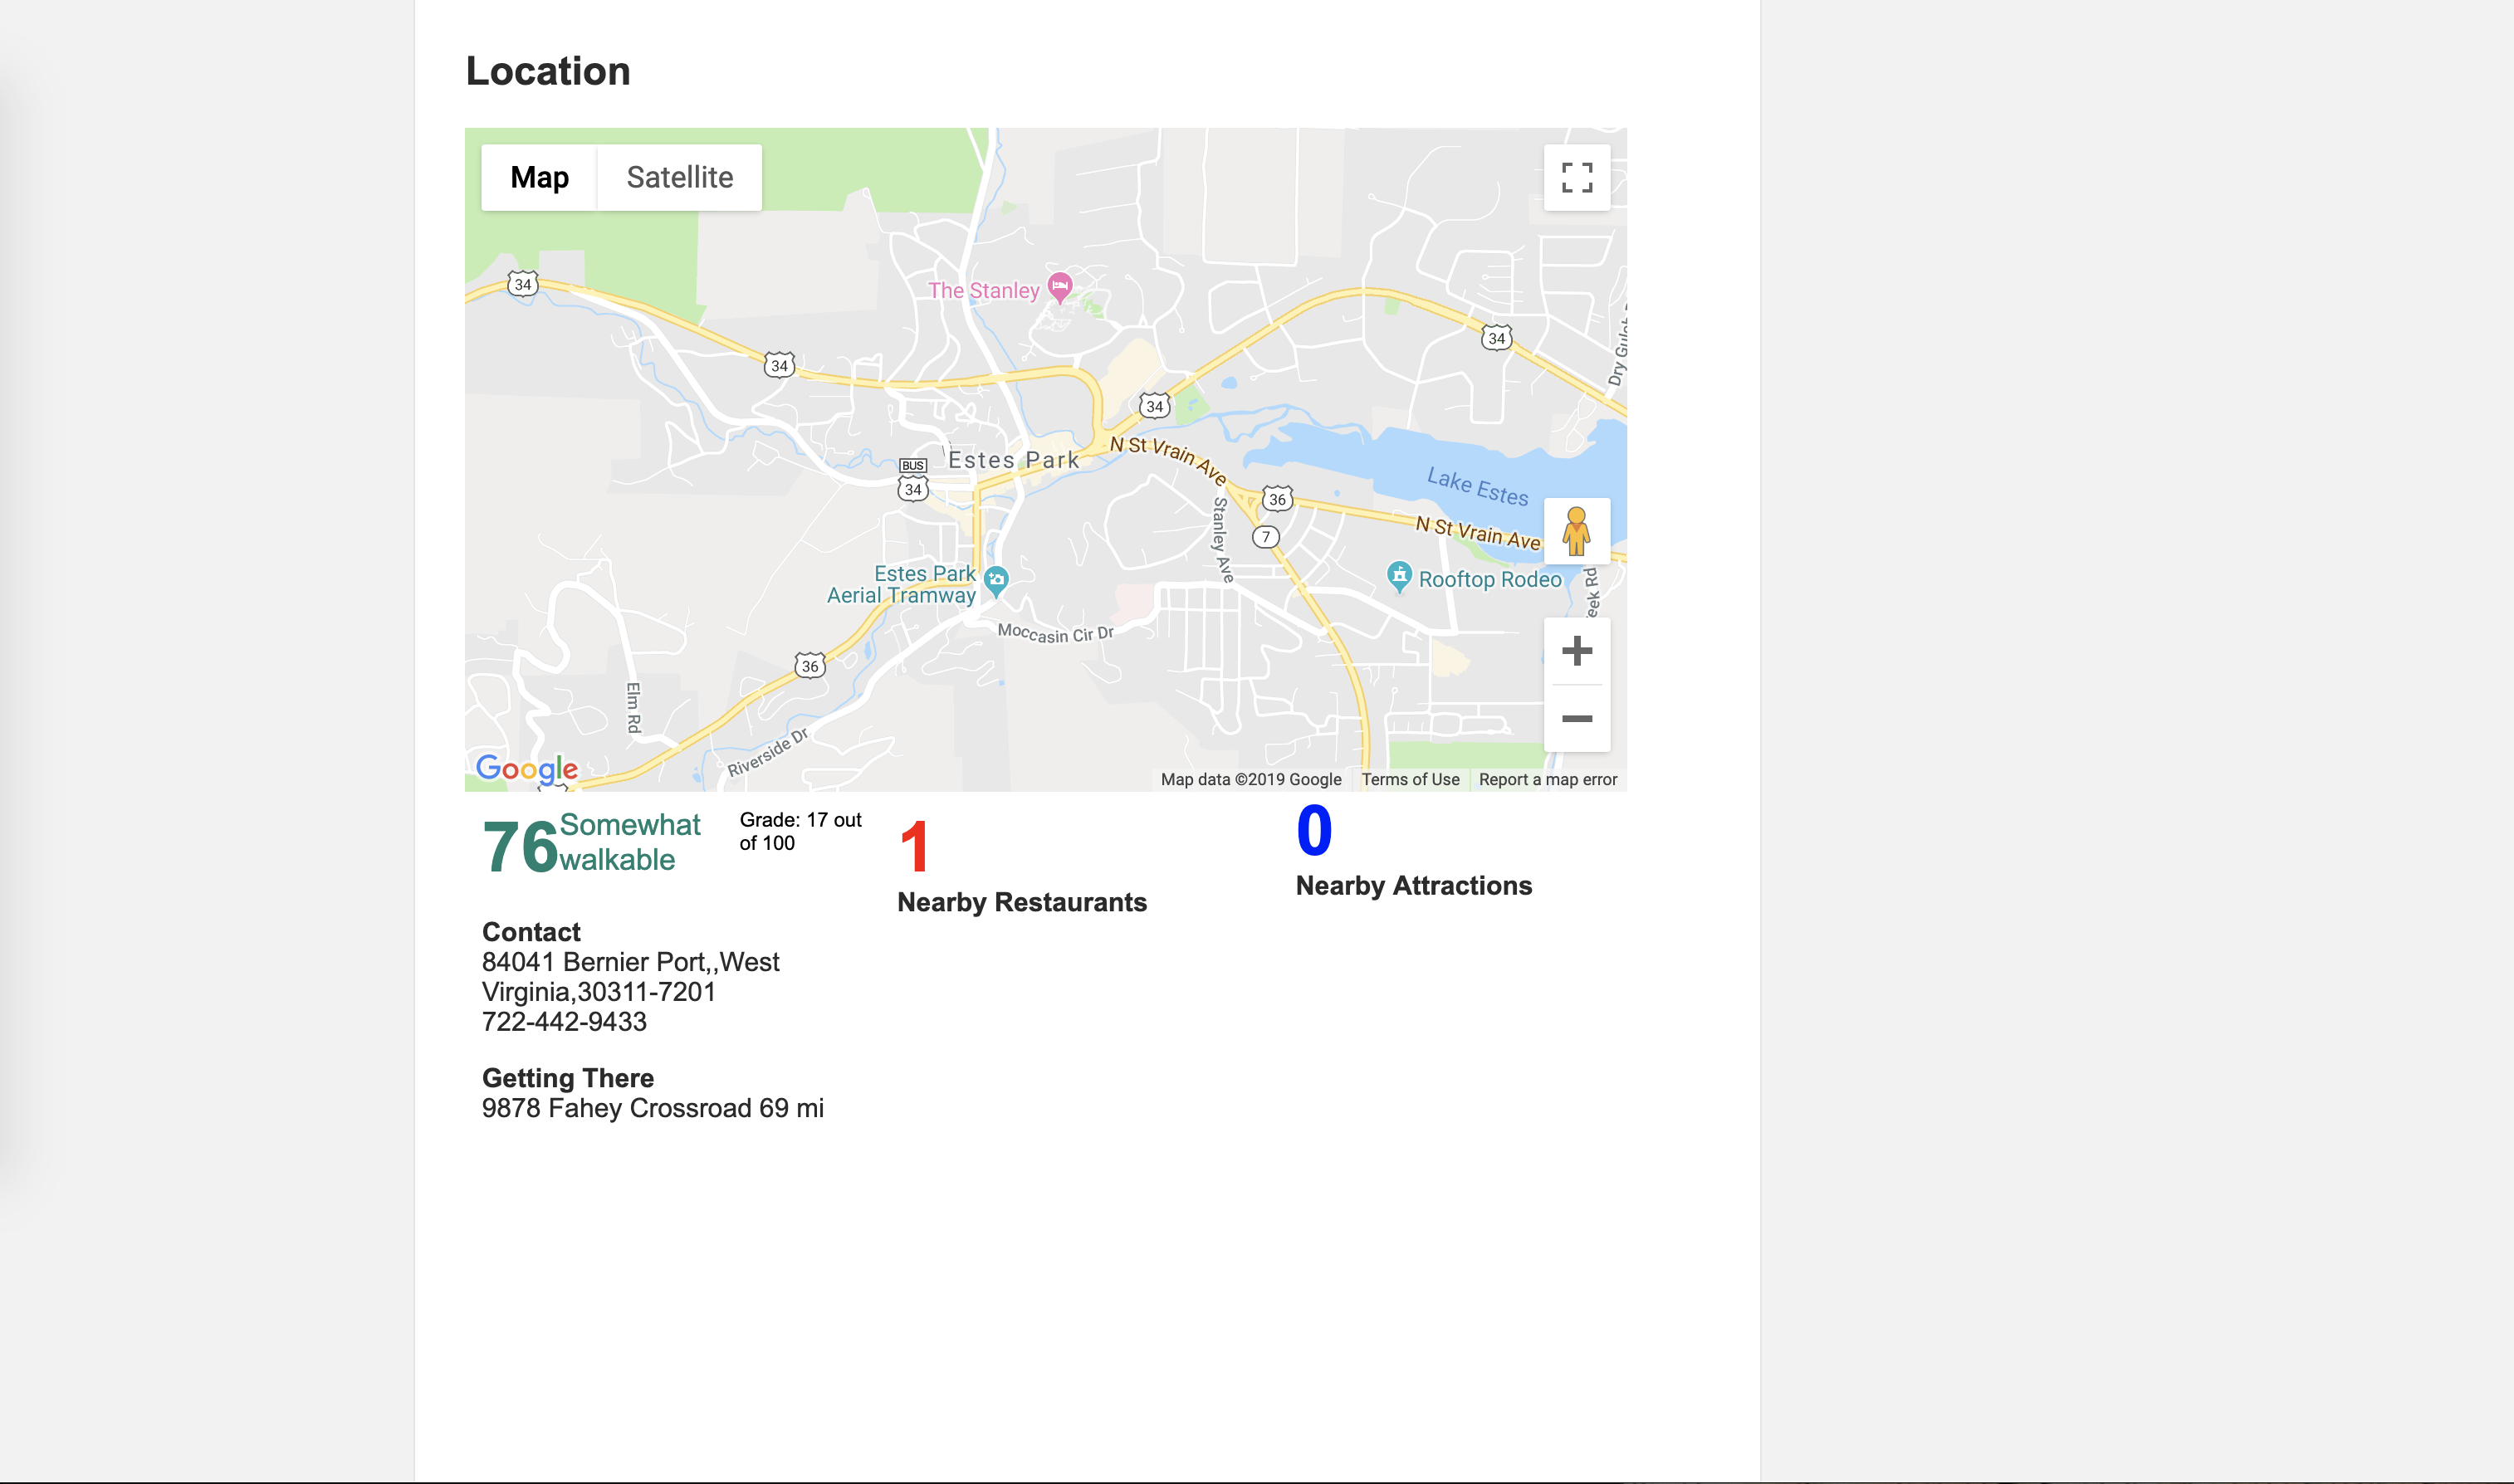 Location
Map Satellite
34
The Stanley
34
34
34
Dry Gulch
N St Vrain Ave
Estes Park
BUS
34
Lake Estes
36
N St Vrain Ave
Stanley Ave
7
Estes Park
Aerial Tramway
Rooftop Rodeo
eek Rd
Moccasin Cir Dr
36
Elm Rd
Riverside Dr
Google
Map data ©2019 Google Terms of Use Report a map error
76 Somewhat
walkable
Grade: 17 out
of 100
1
Nearby Restaurants
0
Nearby Attractions
Contact
84041 Bernier Port,,West
Virginia,30311-7201
722-442-9433
Getting There
9878 Fahey Crossroad 69 mi